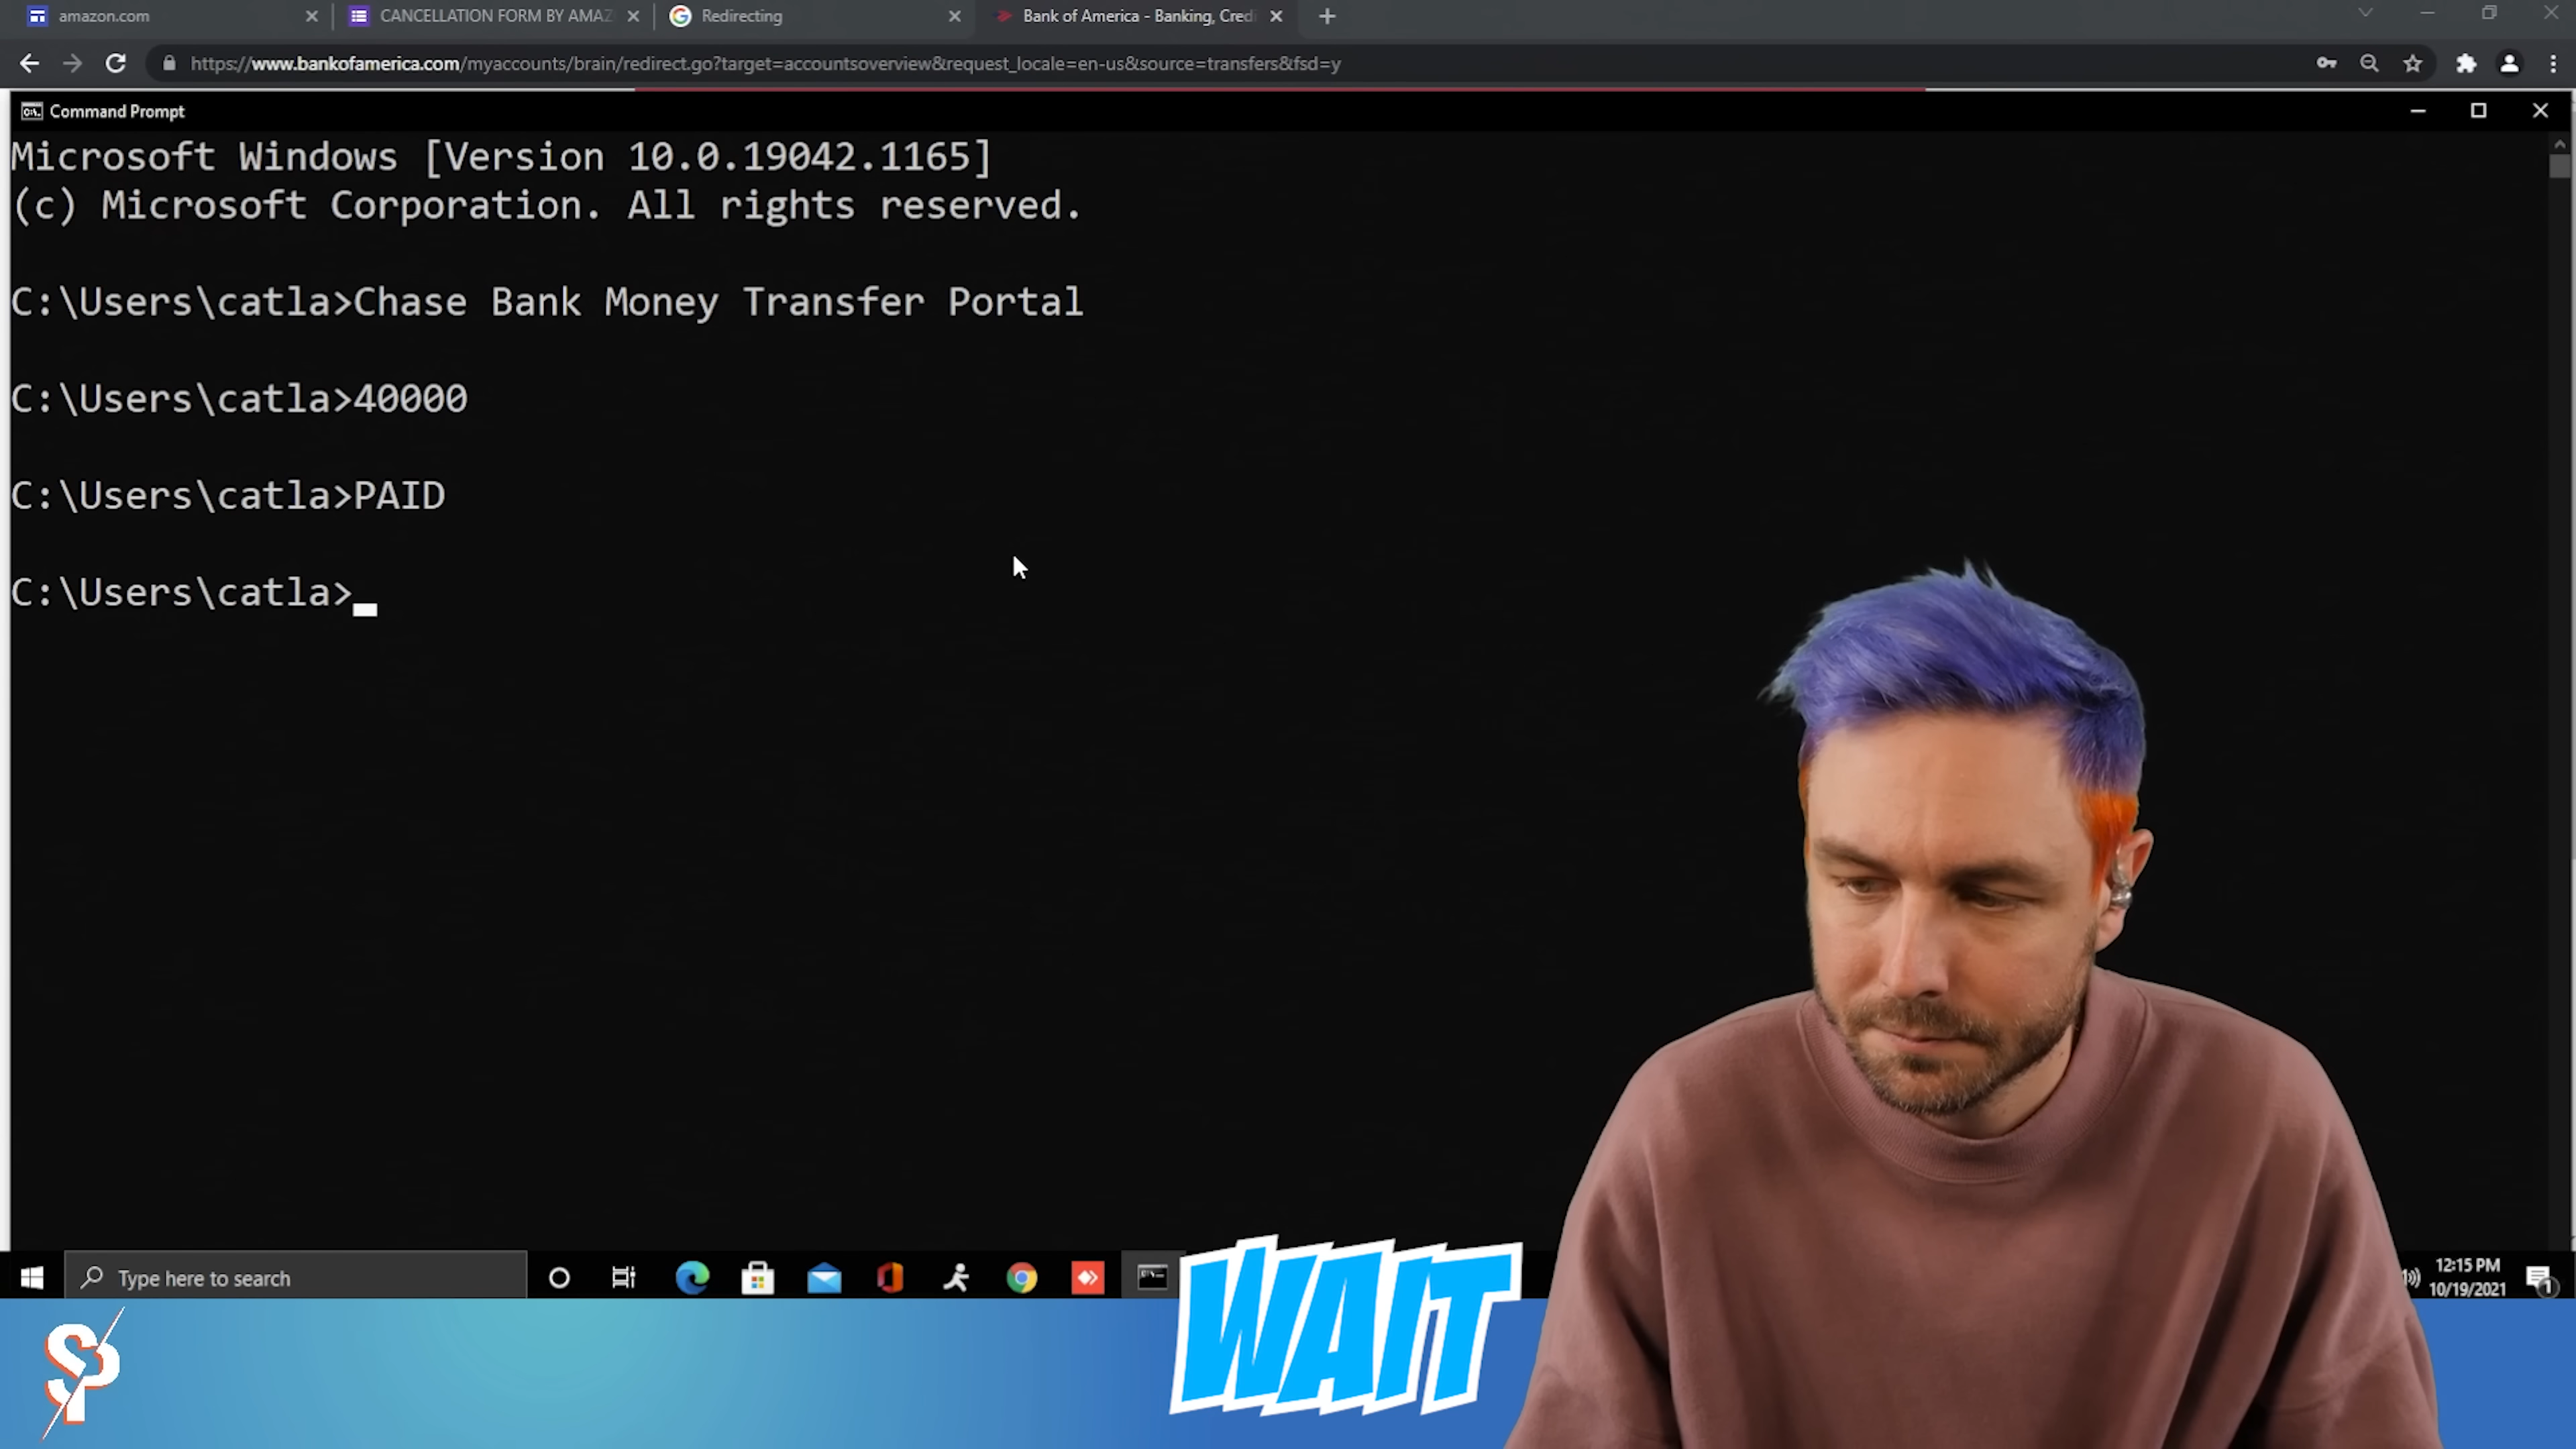 amazon.com
CANCELLATION FORM BY AMAZ
Redirecting
Bank of America - Banking, Cred
https://www.bankofamerica.com/myaccounts/brain/redirect.go?target=accountsoverview&request_locale=en-us&source=transfers&fsd=y
Command Prompt
Microsoft Windows [Version 10.0.19042.1165]
(c) Microsoft Corporation. All rights reserved.
C:\Users\catla>Chase Bank Money Transfer Portal
C:\Users\catla>40000
C:\Users\catla>PAID
C:\Users\catla>
Type here to search
12:15 PM
10/19/2021
1
WAIT
SP